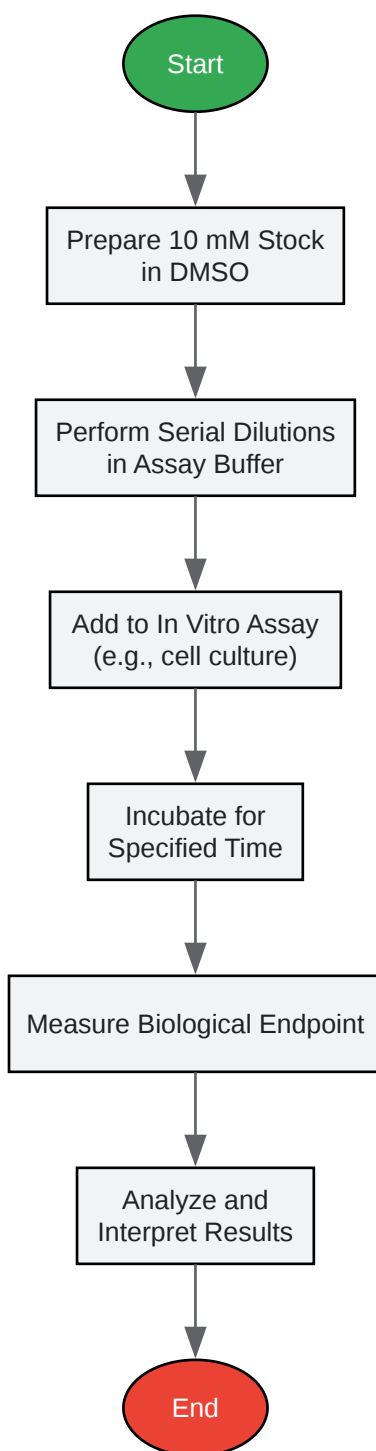 Start
Prepare 10 mM Stock
in DMSO
Perform Serial Dilutions
in Assay Buffer
Add to In Vitro Assay
(e.g., cell culture)
Incubate for
Specified Time
Measure Biological Endpoint
Analyze and
Interpret Results
End